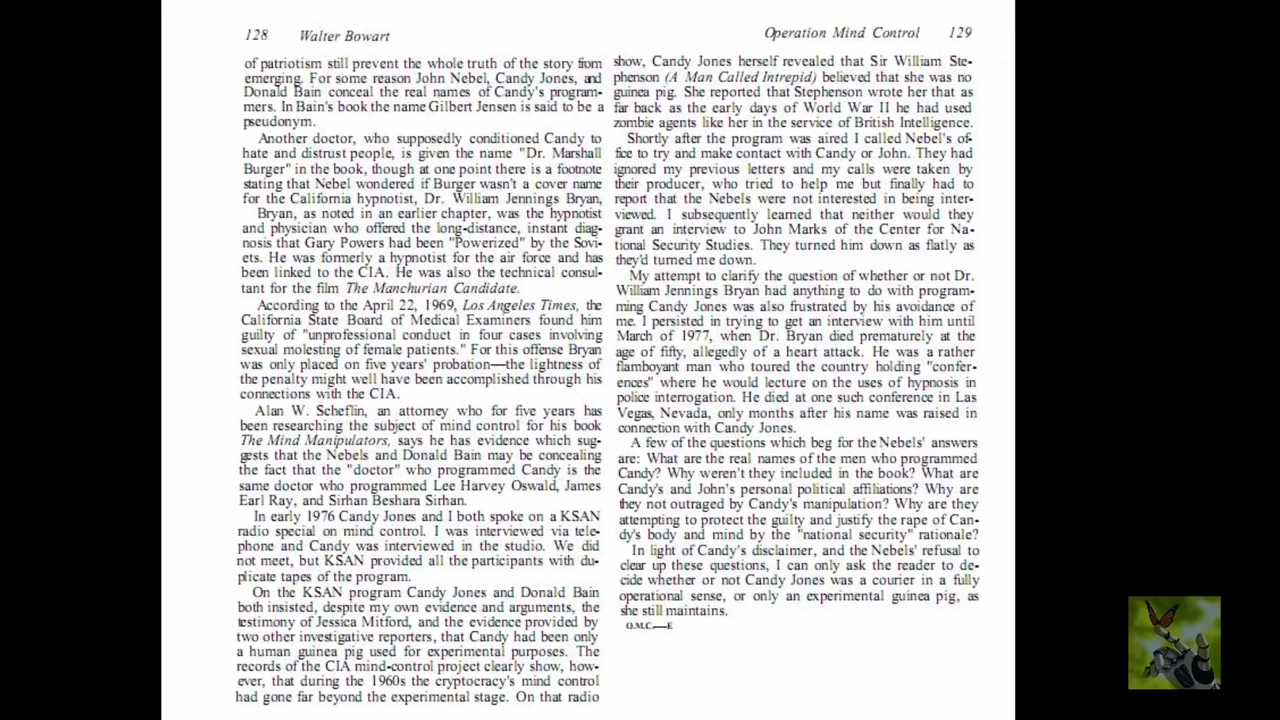 128 Walter Bowart
of patriotism still prevent the whole truth of the story from
emerging. For some reason John Nebel, Candy Jones, and
Donald Bain conceal the real names of Candy's program-
mers. In Bain's book the name Gilbert Jensen is said to be a
pseudonym.
Another doctor, who supposedly conditioned Candy to
hate and distrust people, is given the name "Dr. Marshall
Burger" in the book, though at one point there is a footnote
stating that Nebel wondered if Burger wasn't a cover name
for the California hypnotist, Dr. William Jennings Bryan,
Bryan, as noted in an earlier chapter, was the hypnotist
and physician who offered the long-distance, instant diag-
nosis that Gary Powers had been "Powerized" by the Sovi-
ets. He was formerly a hypnotist for the air force and has
been linked to the CIA. He was also the technical consul-
tant for the film The Manchurian Candidate.
According to the April 22, 1969, Los Angeles Times, the
California State Board of Medical Examiners found him
guilty of "unprofessional conduct in four cases involving
sexual molesting of female patients." For this offense Bryan
was only placed on five years' probation—the lightness of
the penalty might well have been accomplished through his
connections with the CIA.
Alan W. Scheflin, an attorney who for five years has
been researching the subject of mind control for his book
The Mind Manipulators, says he has evidence which sug-
gests that the Nebels and Donald Bain may be concealing
the fact that the "doctor" who programmed Candy is the
same doctor who programmed Lee Harvey Oswald, James
Earl Ray, and Sirhan Beshara Sirhan.
In early 1976 Candy Jones and I both spoke on a KSAN
radio special on mind control. I was interviewed via tele-
phone and Candy was interviewed in the studio. We did
not meet, but KSAN provided all the participants with du-
plicate tapes of the program.
On the KSAN program Candy Jones and Donald Bain
both insisted, despite my own evidence and arguments, the
testimony of Jessica Mitford, and the evidence provided by
two other investigative reporters, that Candy had been only
a human guinea pig used for experimental purposes. The
records of the CIA mind-control project clearly show, how-
ever, that during the 1960s the cryptocracy's mind control
had gone far beyond the experimental stage. On that radio
Operation Mind Control 129
show, Candy Jones herself revealed that Sir William Ste-
phenson (A Man Called Intrepid) believed that she was no
guinea pig. She reported that Stephenson wrote her that as
far back as the early days of World War II he had used
zombie agents like her in the service of British Intelligence.
Shortly after the program was aired I called Nebel's of-
fice to try and make contact with Candy or John. They had
ignored my previous letters and my calls were taken by
their producer, who tried to help me but finally had to
report that the Nebels were not interested in being inter-
viewed. I subsequently learned that neither would they
grant an interview to John Marks of the Center for Na-
tional Security Studies. They turned him down as flatly as
they'd turned me down.
My attempt to clarify the question of whether or not Dr.
William Jennings Bryan had anything to do with program-
ming Candy Jones was also frustrated by his avoidance of
me. I persisted in trying to get an interview with him until
March of 1977, when Dr. Bryan died prematurely at the
age of fifty, allegedly of a heart attack. He was a rather
flamboyant man who toured the country holding "confer-
ences" where he would lecture on the uses of hypnosis in
police interrogation. He died at one such conference in Las
Vegas, Nevada, only months after his name was raised in
connection with Candy Jones.
A few of the questions which beg for the Nebels' answers
are: What are the real names of the men who programmed
Candy? Why weren't they included in the book? What are
Candy's and John's personal political affiliations? Why are
they not outraged by Candy's manipulation? Why are they
attempting to protect the guilty and justify the rape of Can-
dy's body and mind by the "national security" rationale?
In light of Candy's disclaimer, and the Nebels' refusal to
clear up these questions, I can only ask the reader to de-
cide whether or not Candy Jones was a courier in a fully
operational sense, or only an experimental guinea pig, as
she still maintains.
O.M.C.—E